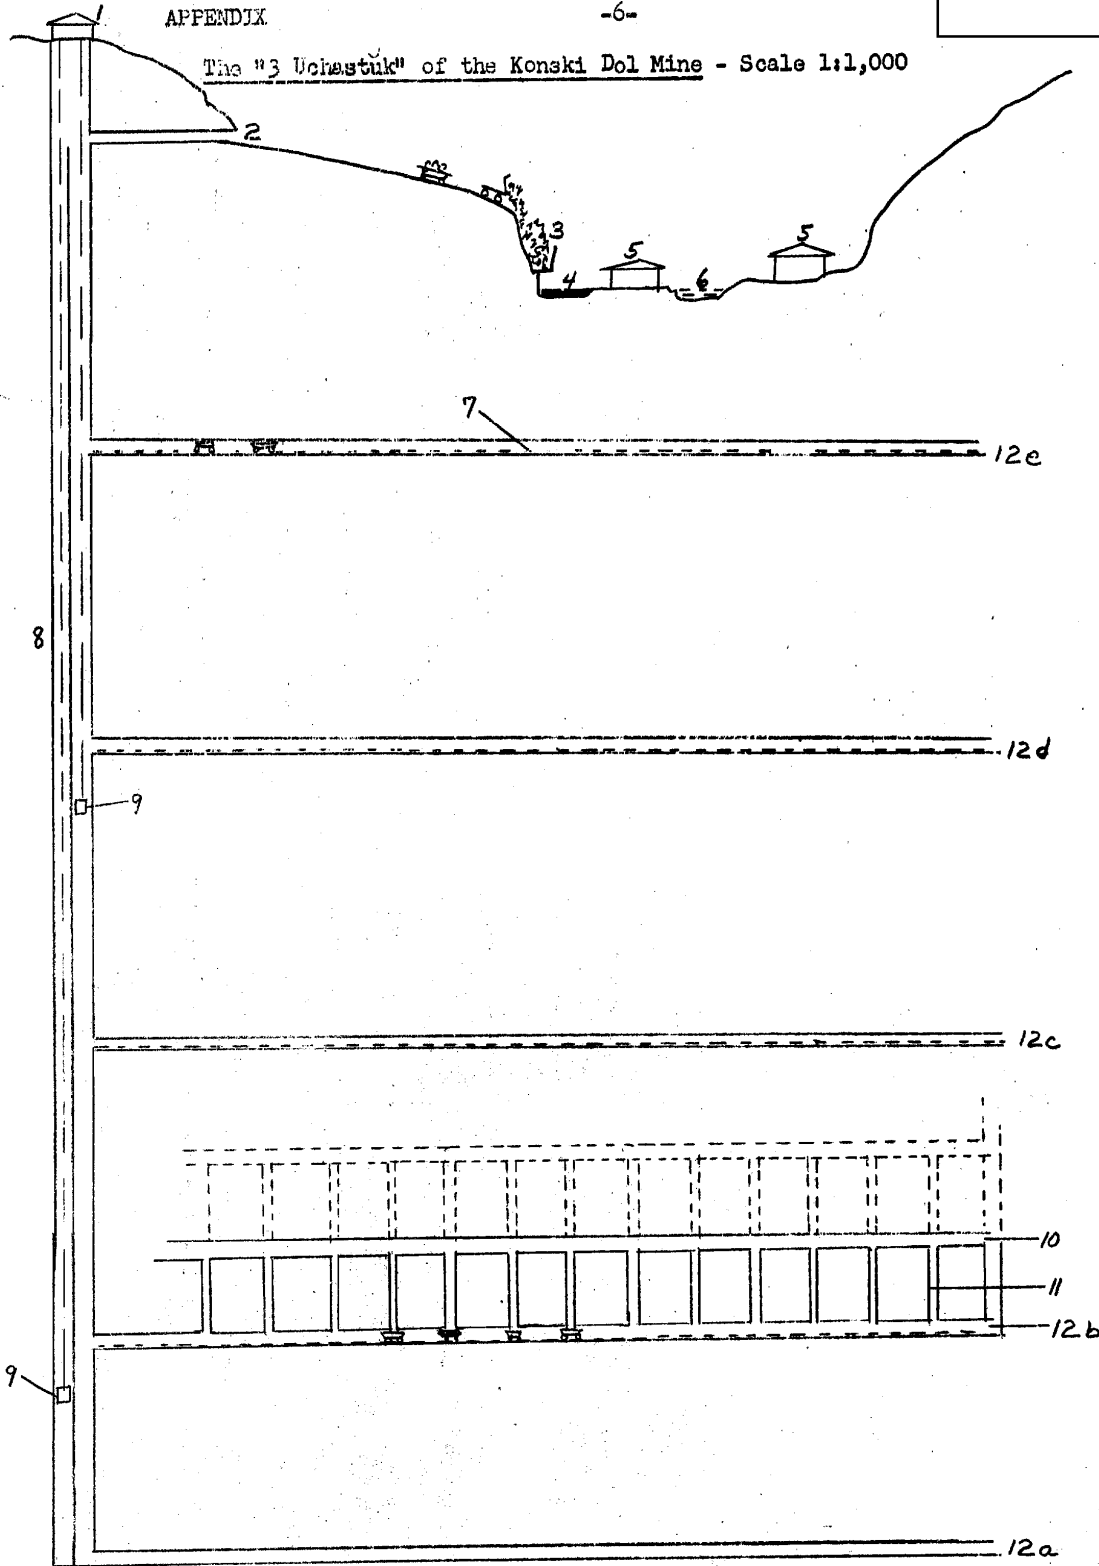 APPENDIX
-6-
The "3 Uchastŭk" of the Konski Dol Mine - Scale 1:1,000
1
2
3
4
5
5
6
7
12e
8
12d
9
12c
10
11
12b
9
12a